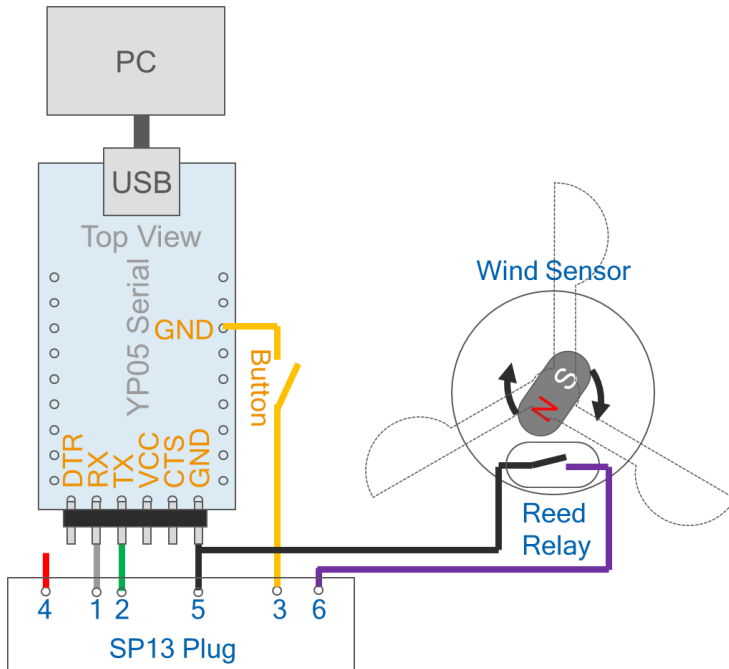 PC
USB
Top View
YP05 Serial
GND
Button
DTR
RX
TX
VCC
CTS
GND
Wind Sensor
S
N
Reed
Relay
4
1
2
5
3
6
SP13 Plug